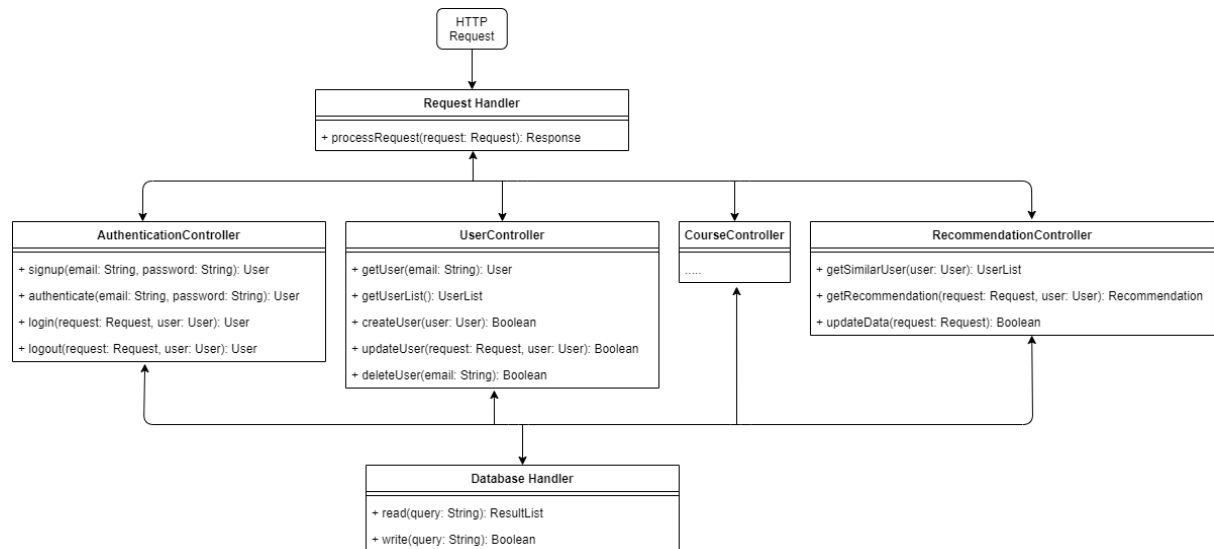 HTTP
Request
Request Handler
+ processRequest(request: Request): Response
AuthenticationController
+ signup(email: String, password: String): User
+ authenticate(email: String, password: String): User
+ login(request: Request, user: User): User
+ logout(request: Request, user: User): User
UserController
+ getUser(email: String): User
+ getUserList(): UserList
+ createUser(user: User): Boolean
+ updateUser(request: Request, user: User): Boolean
+ deleteUser(email: String): Boolean
CourseController
.....
RecommendationController
+ getSimilarUser(user: User): UserList
+ getRecommendation(request: Request, user: User): Recommendation
+ updateData(request: Request): Boolean
Database Handler
+ read(query: String): ResultList
+ write(query: String): Boolean